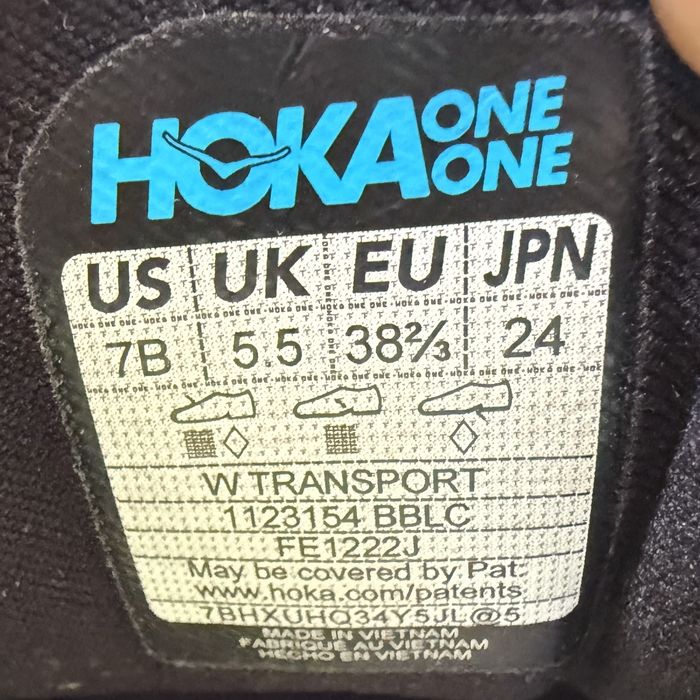 HOKA ONE ONE
US UK EU JPN
7B 5.5 38⅔ 24
W TRANSPORT
1123154 BBLC
FE1222J
May be covered by Pat:
www.hoka.com/patents
7BHXUHQ34Y5JL@5
MADE IN VIETNAM
FABRIQUE AU VIETNAM
HECHO EN VIETNAM